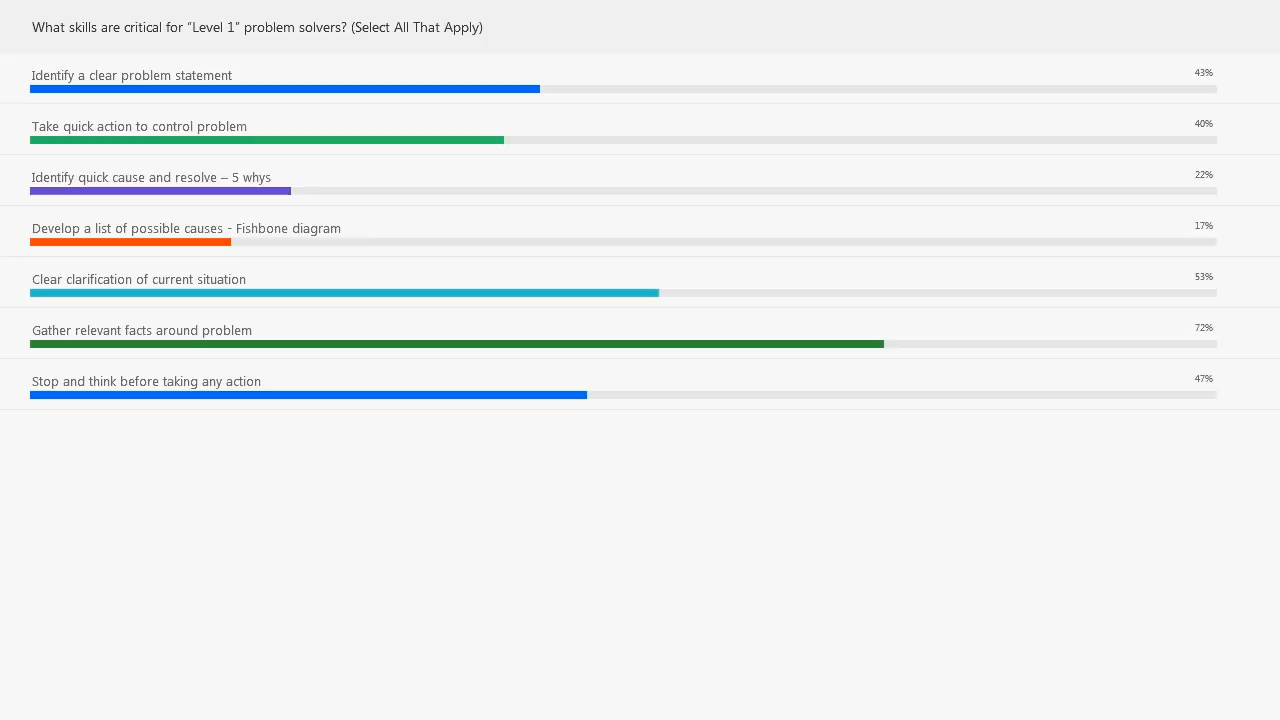 What skills are critical for “Level 1” problem solvers? (Select All That Apply)
Identify a clear problem statement 43%
Take quick action to control problem 40%
Identify quick cause and resolve – 5 whys 22%
Develop a list of possible causes - Fishbone diagram 17%
Clear clarification of current situation 53%
Gather relevant facts around problem 72%
Stop and think before taking any action 47%